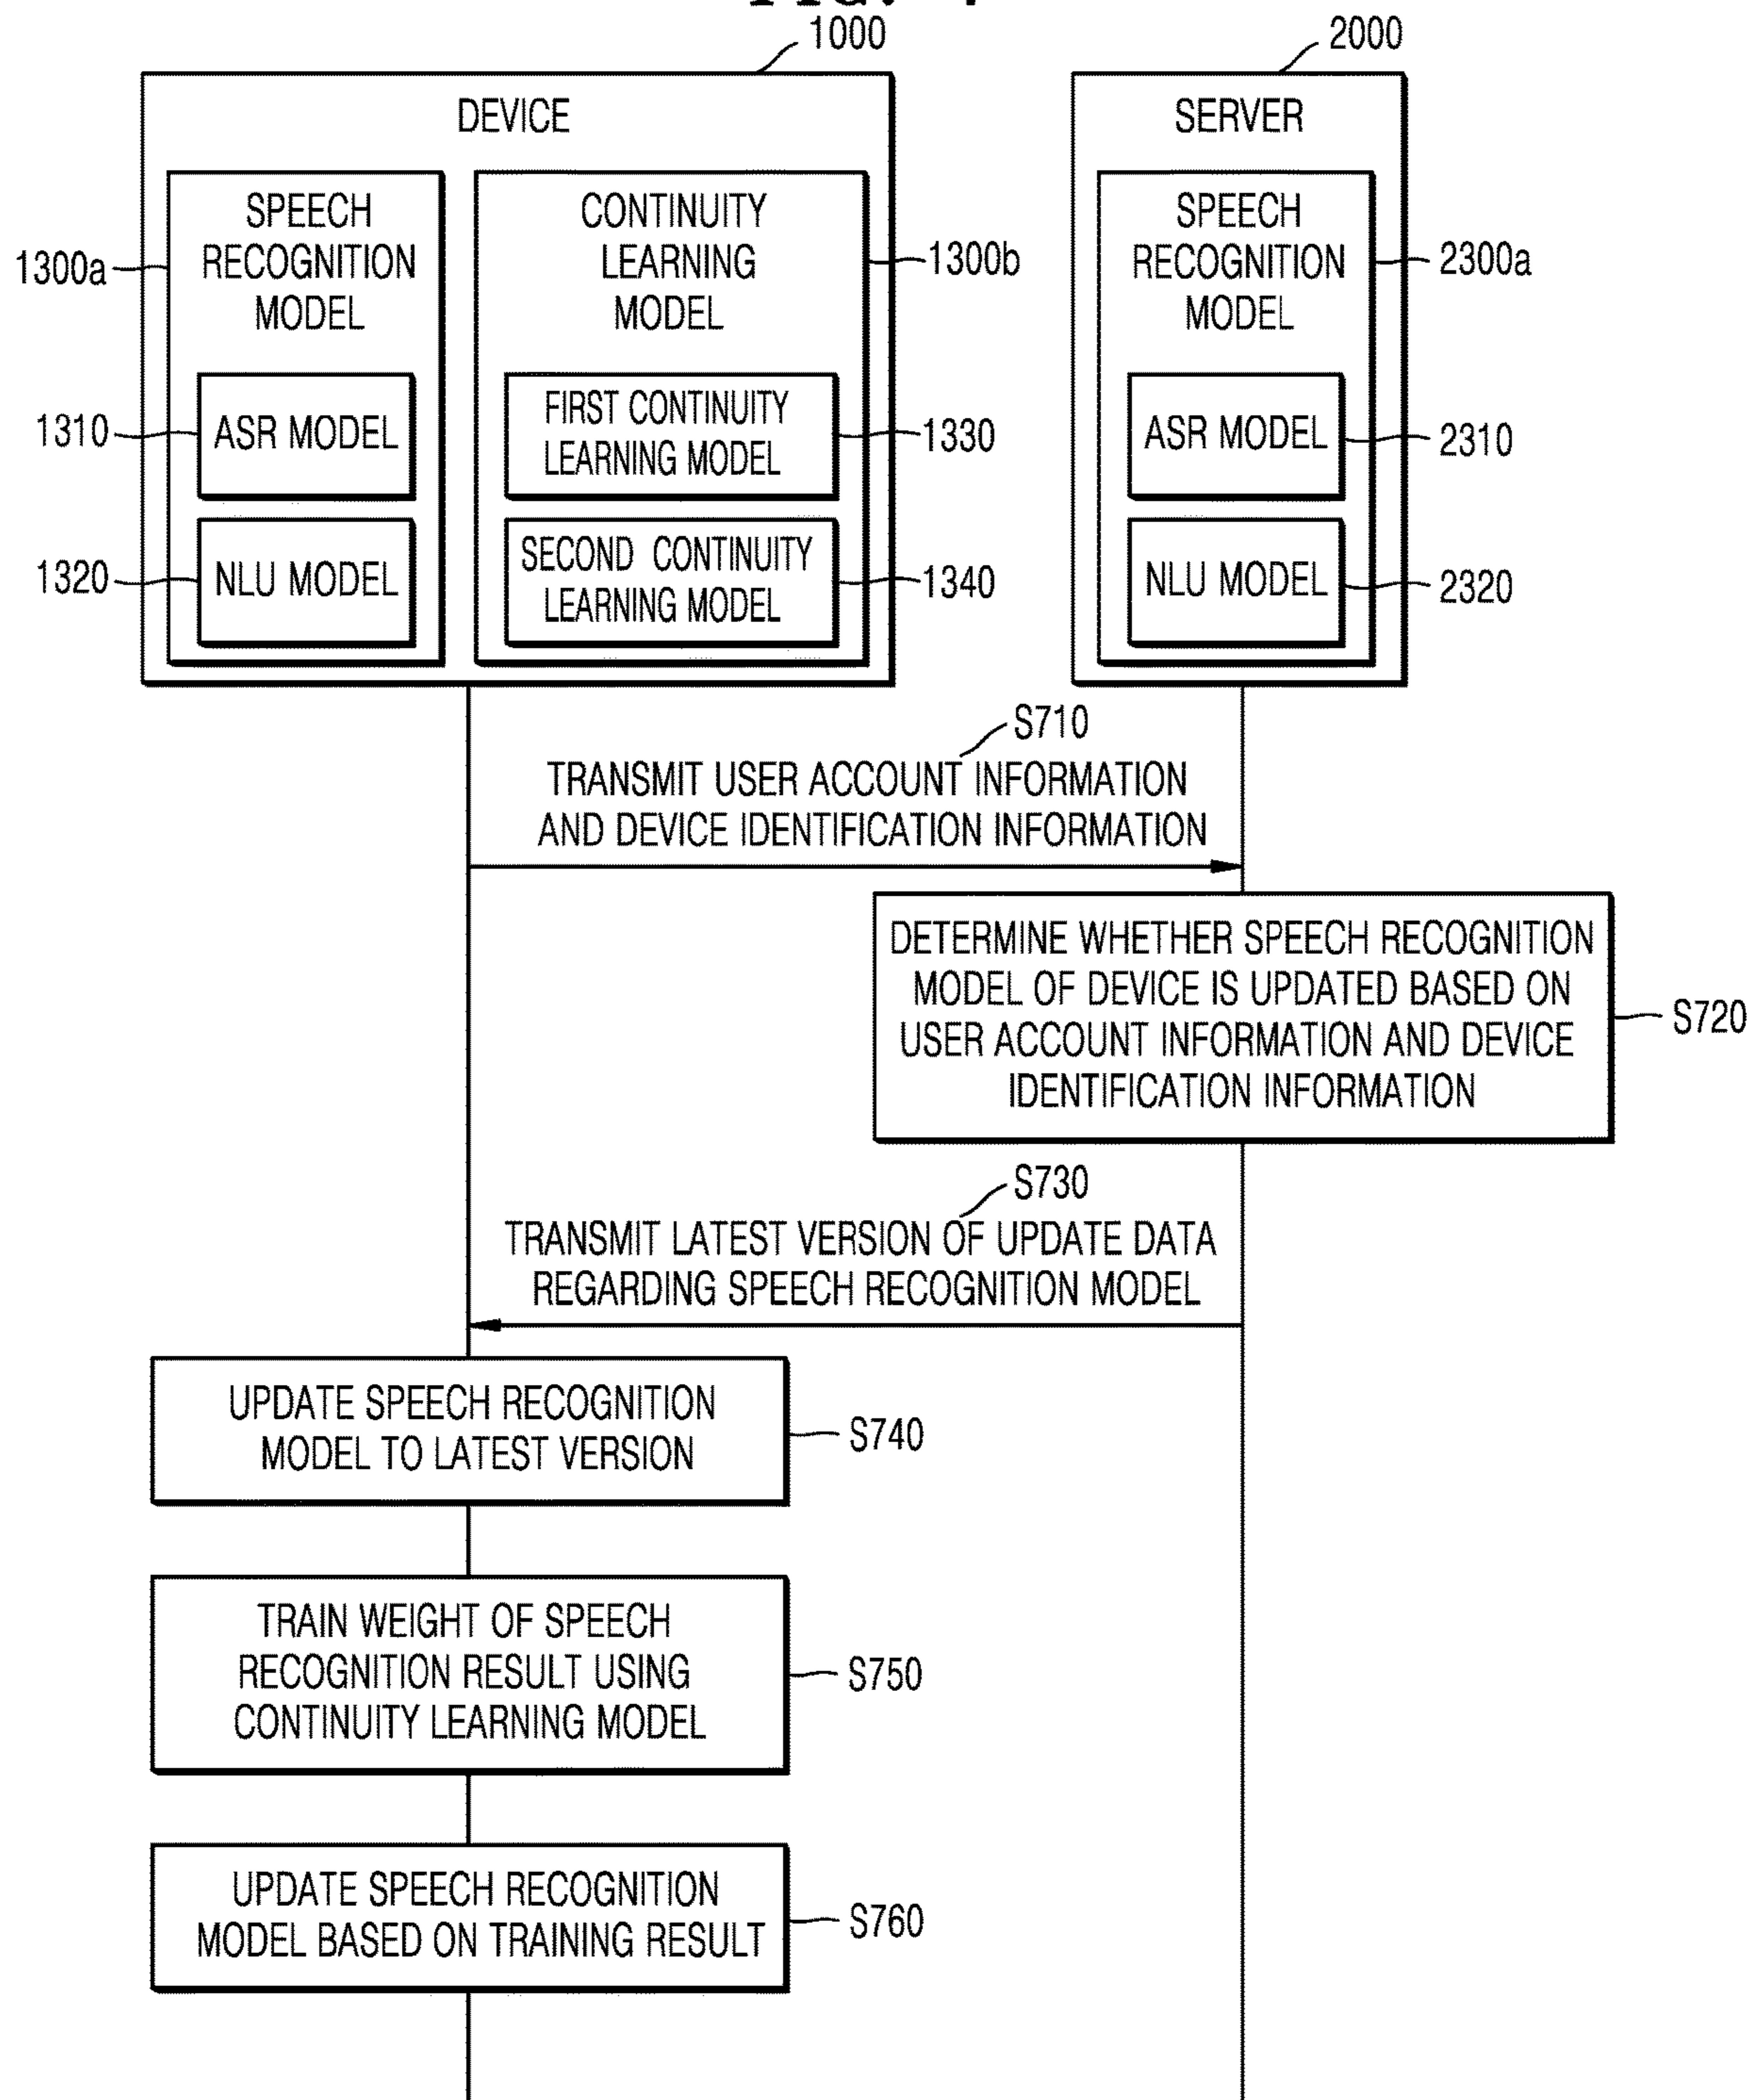 1000
2000
DEVICE
SERVER
SPEECH
RECOGNITION
MODEL
1300a
CONTINUITY
LEARNING
MODEL
1300b
SPEECH
RECOGNITION
MODEL
2300a
1310
ASR MODEL
FIRST CONTINUITY
LEARNING MODEL
1330
ASR MODEL
2310
1320
NLU MODEL
SECOND CONTINUITY
LEARNING MODEL
1340
NLU MODEL
2320
S710
TRANSMIT USER ACCOUNT INFORMATION
AND DEVICE IDENTIFICATION INFORMATION
DETERMINE WHETHER SPEECH RECOGNITION
MODEL OF DEVICE IS UPDATED BASED ON
USER ACCOUNT INFORMATION AND DEVICE
IDENTIFICATION INFORMATION
S720
S730
TRANSMIT LATEST VERSION OF UPDATE DATA
REGARDING SPEECH RECOGNITION MODEL
UPDATE SPEECH RECOGNITION
MODEL TO LATEST VERSION
S740
TRAIN WEIGHT OF SPEECH
RECOGNITION RESULT USING
CONTINUITY LEARNING MODEL
S750
UPDATE SPEECH RECOGNITION
MODEL BASED ON TRAINING RESULT
S760